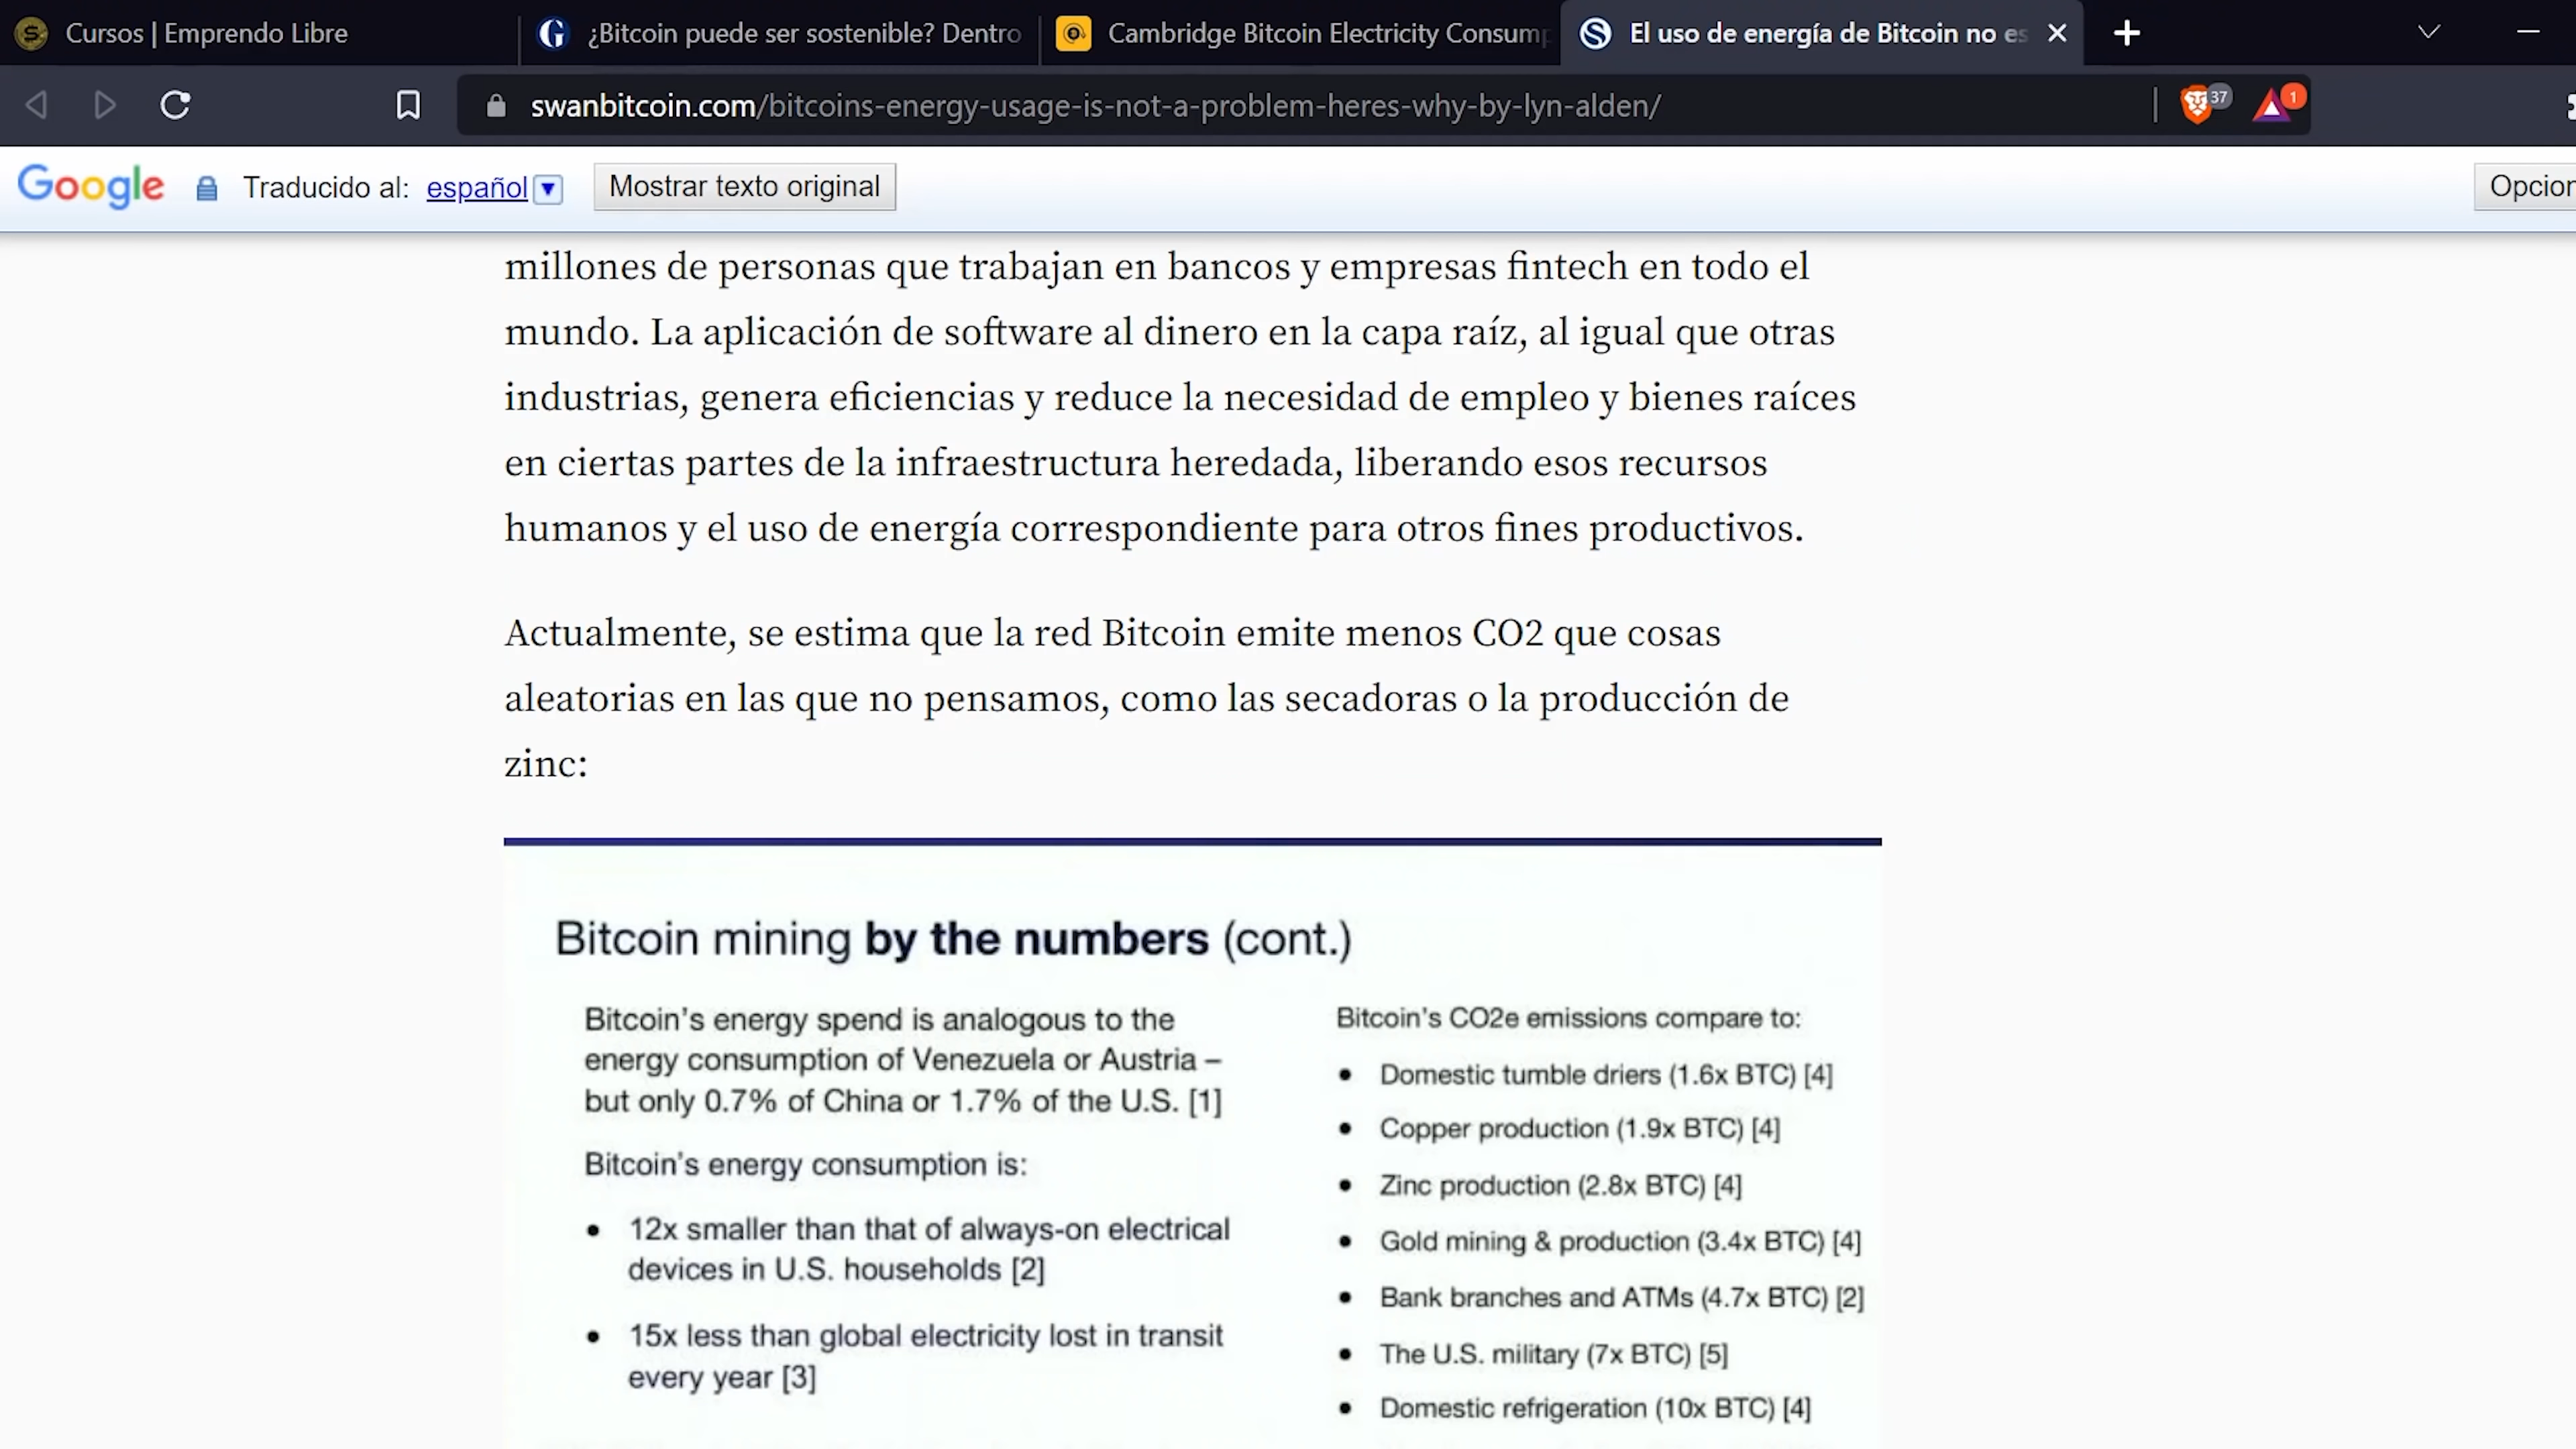 Cursos | Emprendo Libre
¿Bitcoin puede ser sostenible? Dentro
Cambridge Bitcoin Electricity Consump
El uso de energía de Bitcoin no es
swanbitcoin.com/bitcoins-energy-usage-is-not-a-problem-heres-why-by-lyn-alden/
37
1
Google
Traducido al: español
Mostrar texto original
Opcion
millones de personas que trabajan en bancos y empresas fintech en todo el
mundo. La aplicación de software al dinero en la capa raíz, al igual que otras
industrias, genera eficiencias y reduce la necesidad de empleo y bienes raíces
en ciertas partes de la infraestructura heredada, liberando esos recursos
humanos y el uso de energía correspondiente para otros fines productivos.
Actualmente, se estima que la red Bitcoin emite menos CO2 que cosas
aleatorias en las que no pensamos, como las secadoras o la producción de
zinc:
Bitcoin mining by the numbers (cont.)
Bitcoin's energy spend is analogous to the
energy consumption of Venezuela or Austria –
but only 0.7% of China or 1.7% of the U.S. [1]
Bitcoin's energy consumption is:
• 12x smaller than that of always-on electrical
devices in U.S. households [2]
• 15x less than global electricity lost in transit
every year [3]
Bitcoin's CO2e emissions compare to:
• Domestic tumble driers (1.6x BTC) [4]
• Copper production (1.9x BTC) [4]
• Zinc production (2.8x BTC) [4]
• Gold mining & production (3.4x BTC) [4]
• Bank branches and ATMs (4.7x BTC) [2]
• The U.S. military (7x BTC) [5]
• Domestic refrigeration (10x BTC) [4]